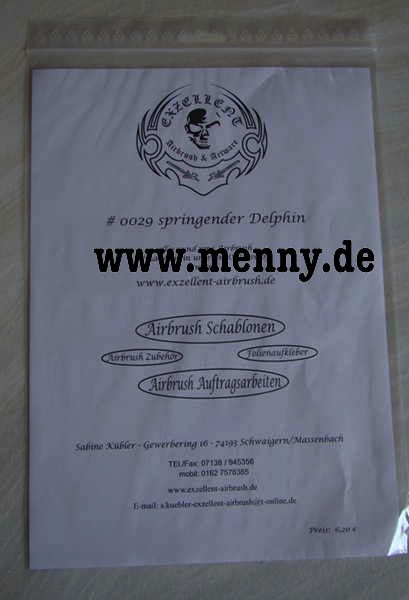 EXZELLENT
Airbrush & Artware
# 0029 springender Delphin
www.menny.de
www.exzellent-airbrush.de
Airbrush Schablonen
Airbrush Zubehör
Folienaufkleber
Airbrush Auftragsarbeiten
Sabine Kübler - Gewerbering 16 - 74193 Schwaigern/Massenbach
TEl./Fax: 07138 / 945356
mobil: 0162 7576385
www.exzellent-airbrush.de
E-mail: s.kuebler-exzellent-airbrush@t-online.de
Preis: 6,20 €